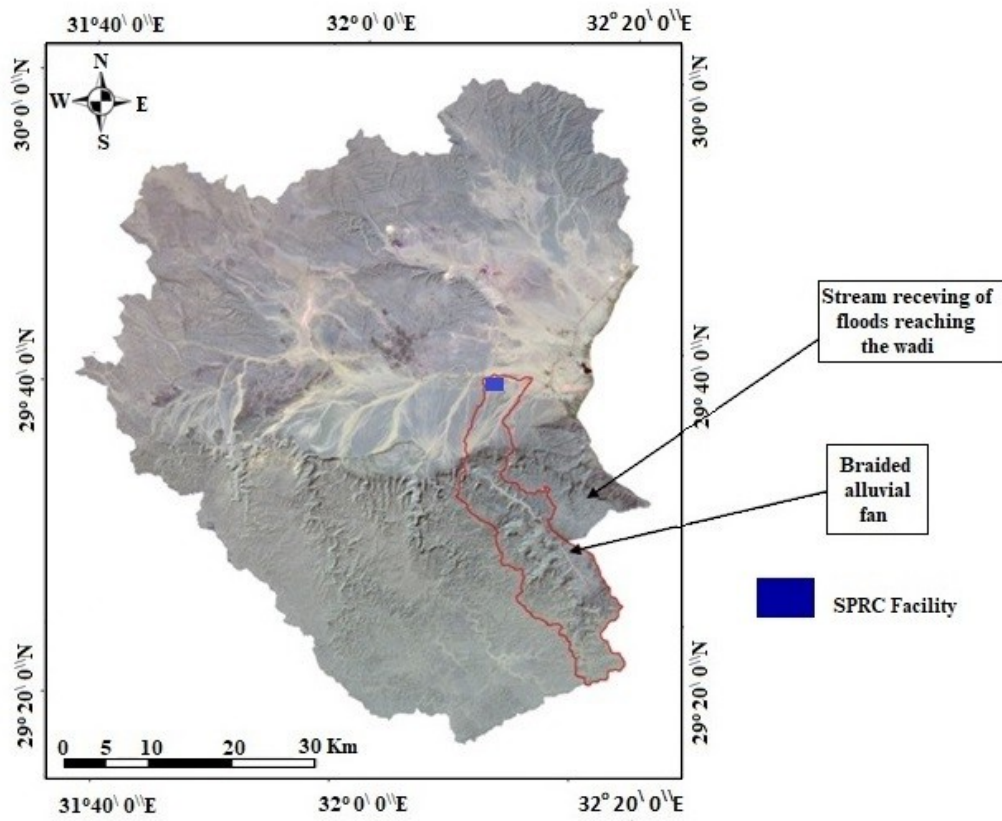 31° 40\ 0\\E
32° 0\ 0\\E
32° 20\ 0\\E
N
W
E
S
30° 0\ 0\\N
30° 0\ 0\\N
Stream receving of
floods reaching
the wadi
29° 40\ 0\\N
29° 40\ 0\\N
Braided
alluvial
fan
SPRC Facility
29° 20\ 0\\N
29° 20\ 0\\N
0 5 10 20 30 Km
31° 40\ 0\\E
32° 0\ 0\\E
32° 20\ 0\\E